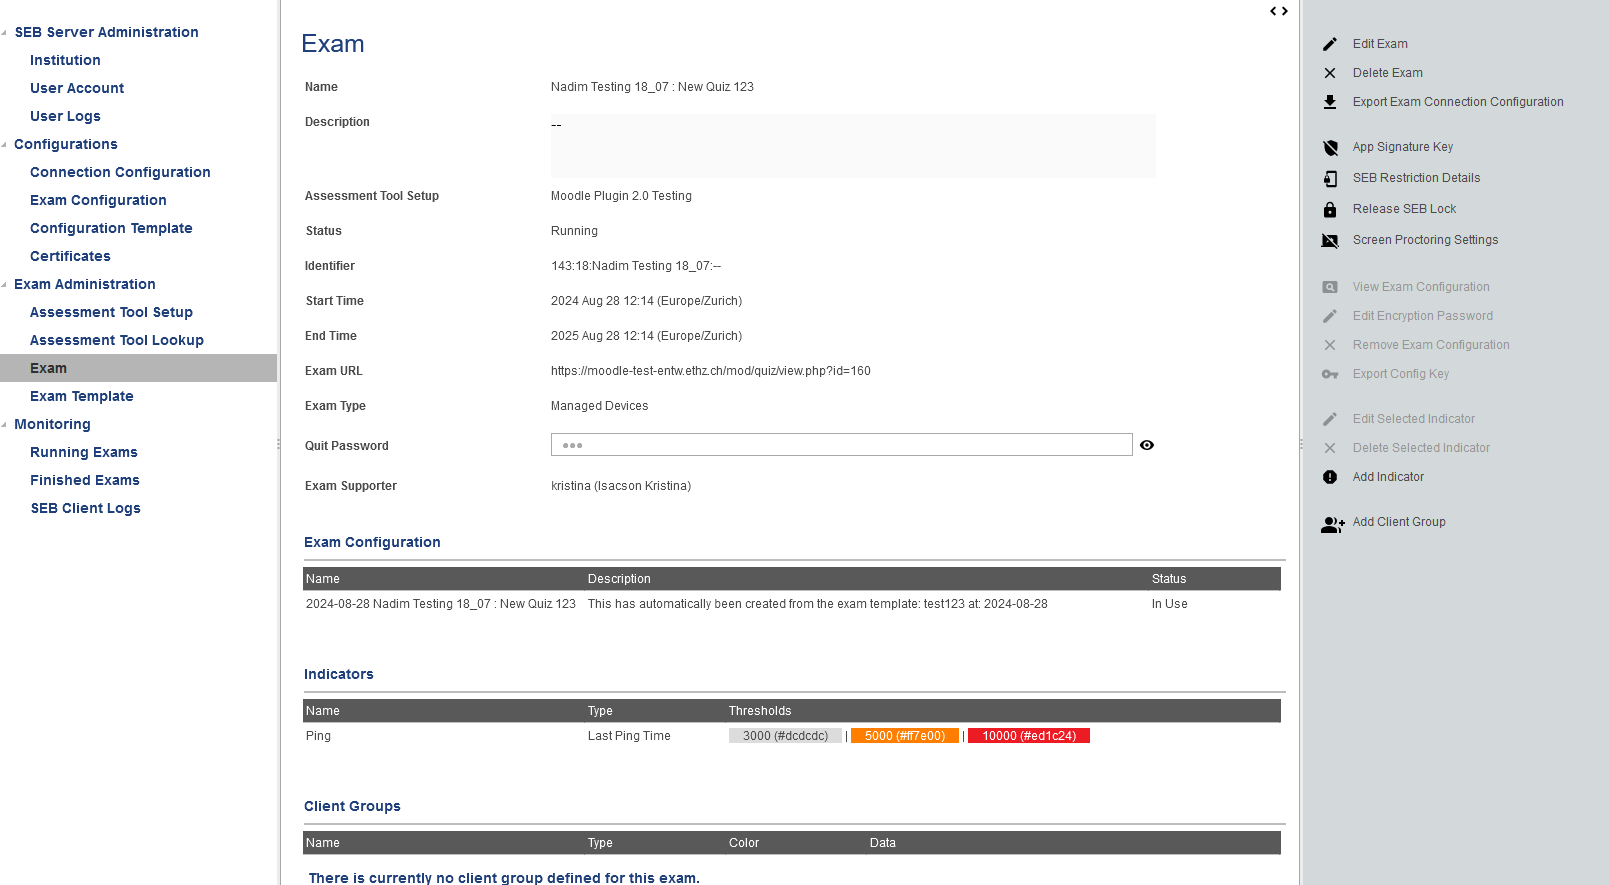 SEB Server Administration
Institution
User Account
User Logs
Configurations
Connection Configuration
Exam Configuration
Configuration Template
Certificates
Exam Administration
Assessment Tool Setup
Assessment Tool Lookup
Exam
Exam Template
Monitoring
Running Exams
Finished Exams
SEB Client Logs
Exam
Name Nadim Testing 18_07 : New Quiz 123
Description --
Assessment Tool Setup Moodle Plugin 2.0 Testing
Status Running
Identifier 143:18:Nadim Testing 18_07:--
Start Time 2024 Aug 28 12:14 (Europe/Zurich)
End Time 2025 Aug 28 12:14 (Europe/Zurich)
Exam URL https://moodle-test-entw.ethz.ch/mod/quiz/view.php?id=160
Exam Type Managed Devices
Quit Password •••
Exam Supporter kristina (Isacson Kristina)
Exam Configuration
Name Description Status
2024-08-28 Nadim Testing 18_07 : New Quiz 123 This has automatically been created from the exam template: test123 at: 2024-08-28 In Use
Indicators
Name Type Thresholds
Ping Last Ping Time 3000 (#dcdcdc) | 5000 (#ff7e00) | 10000 (#ed1c24)
Client Groups
Name Type Color Data
There is currently no client group defined for this exam.
Edit Exam
Delete Exam
Export Exam Connection Configuration
App Signature Key
SEB Restriction Details
Release SEB Lock
Screen Proctoring Settings
View Exam Configuration
Edit Encryption Password
Remove Exam Configuration
Export Config Key
Edit Selected Indicator
Delete Selected Indicator
Add Indicator
Add Client Group